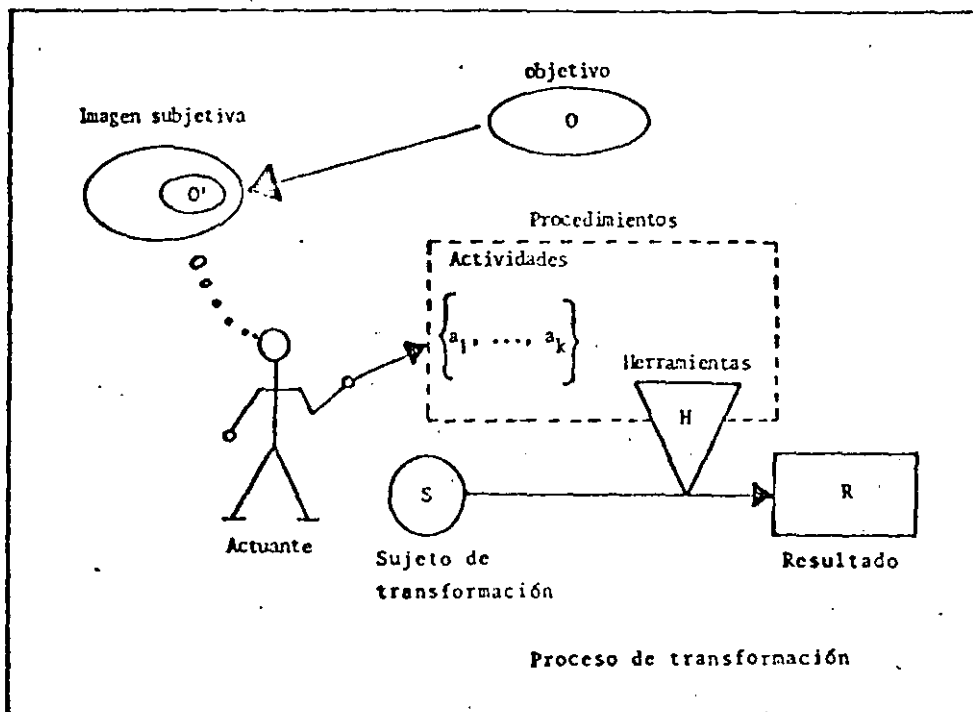 objetivo
O
Imagen subjetiva
O'
Procedimientos
Actividades
{a1, ..., ak}
Herramientas
H
S
R
Actuante
Sujeto de
transformación
Resultado
Proceso de transformación